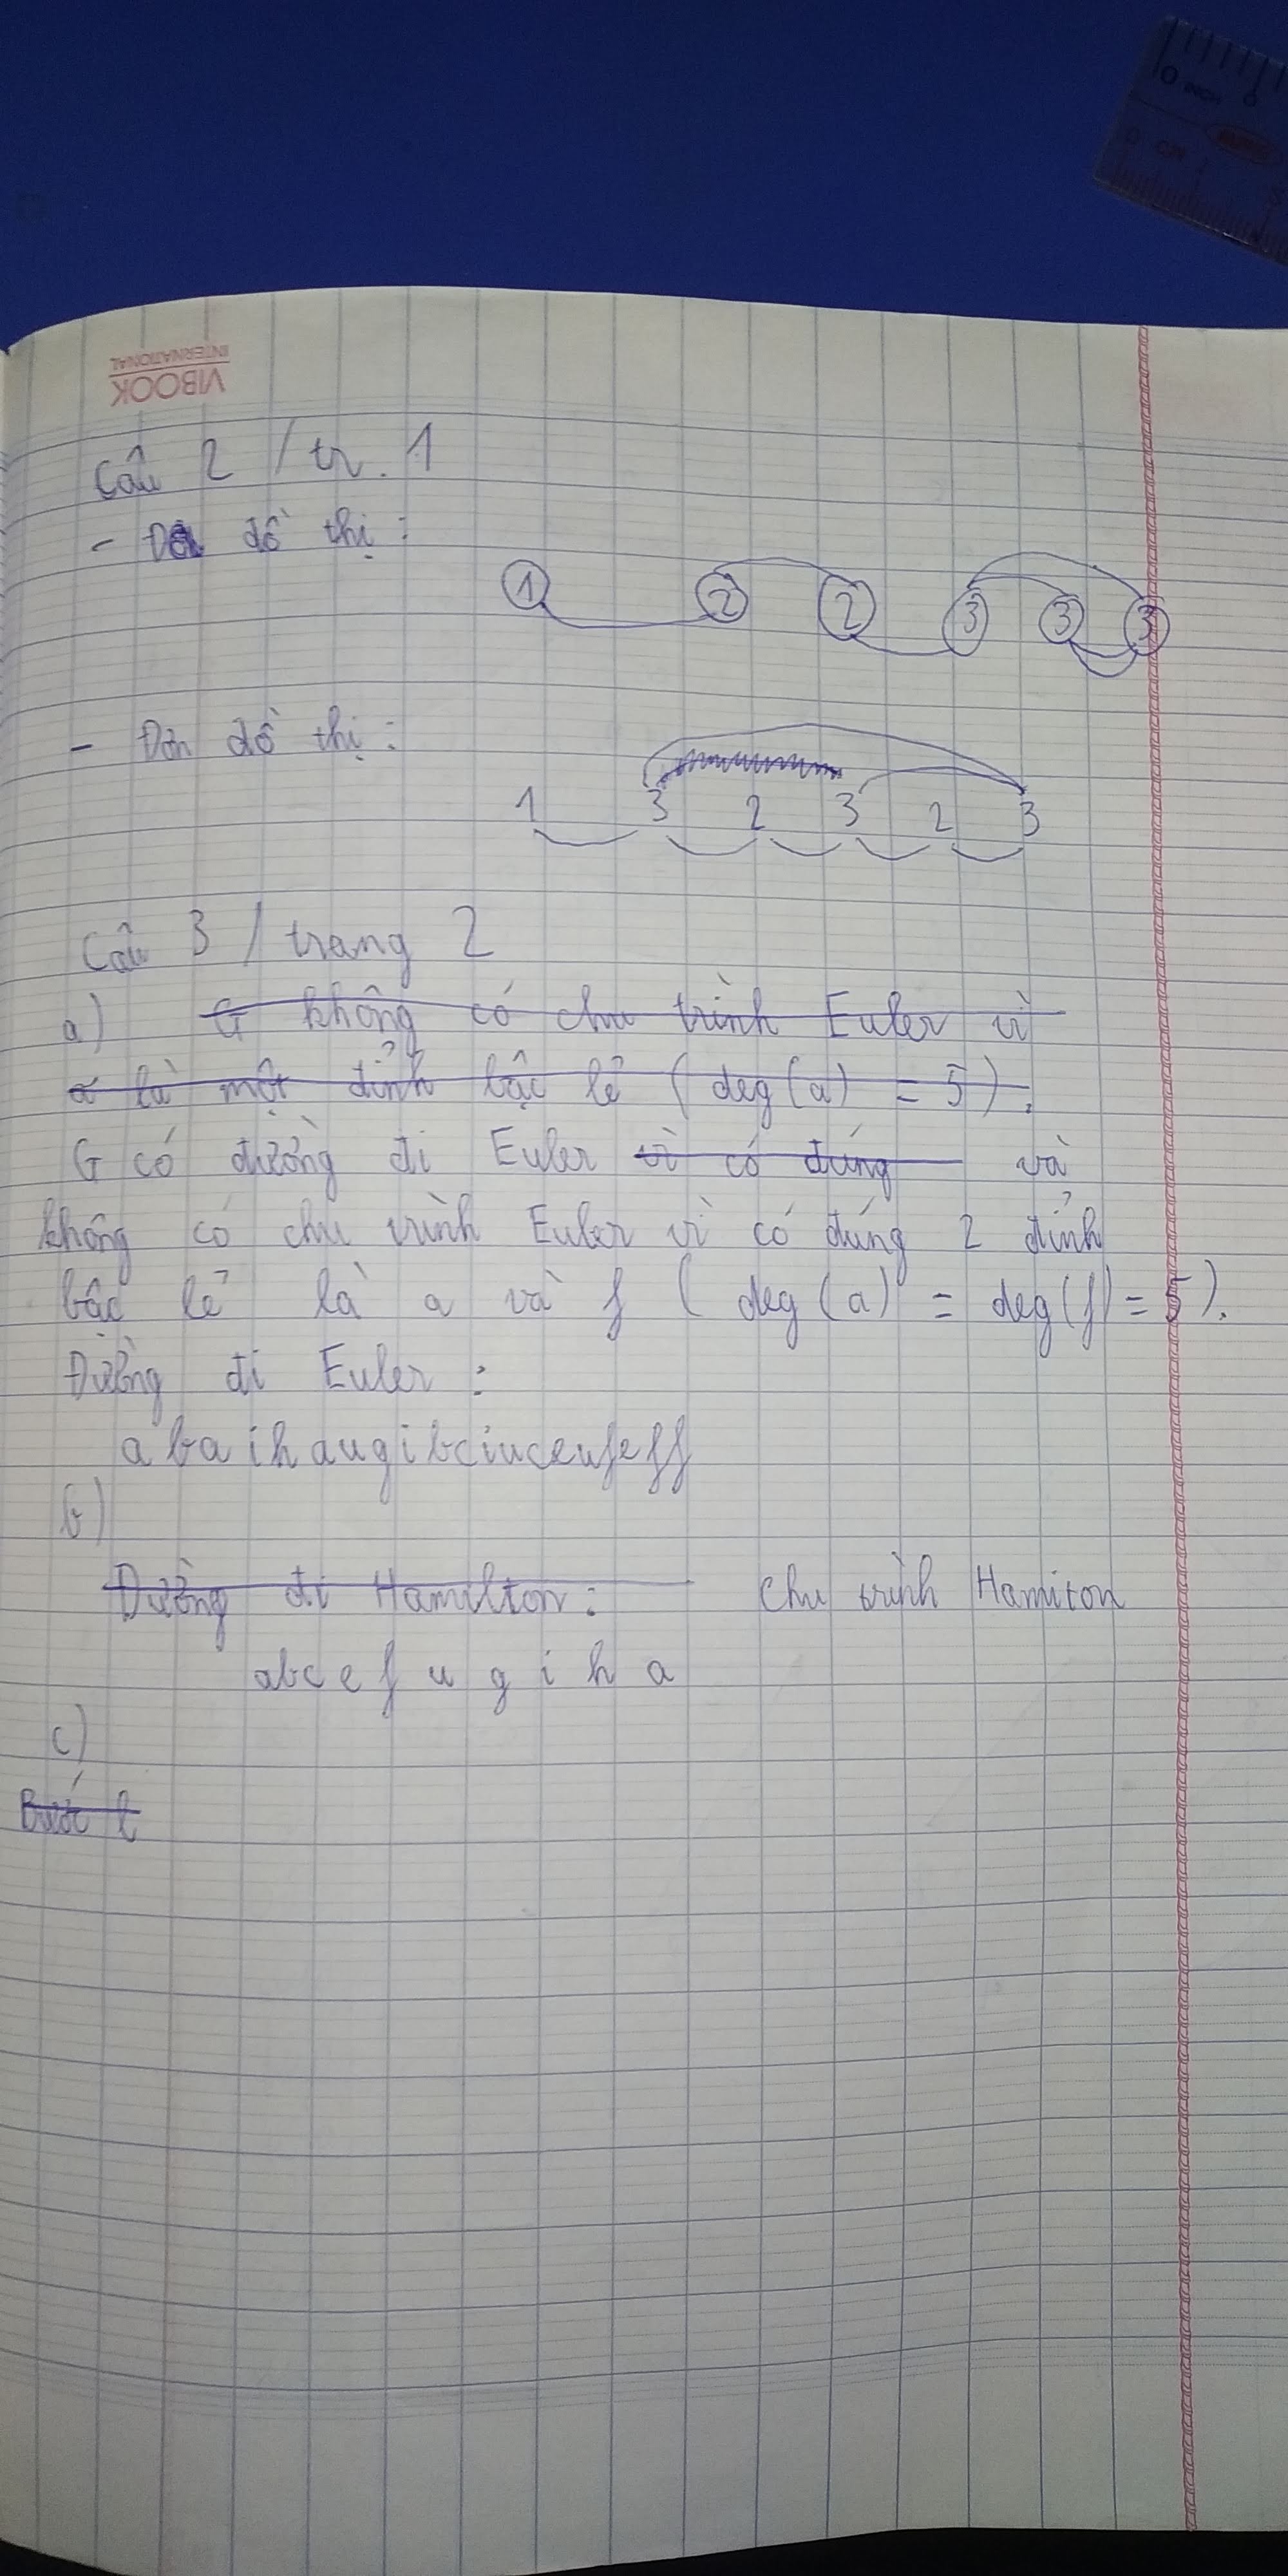 VIBOOK
INTERNATIONAL
Câu 2 / tr. 1
- Đa đồ thị :
1 2 2 3 3 3
- Đơn đồ thị :
1 3 2 3 2 3
Câu 3 / trang 2
a) G không có chu trình Euler vì
a là một đỉnh bậc lẻ ( deg(a) = 5 ).
G có đường đi Euler vì có đúng và
không có chu trình Euler vì có đúng 2 đỉnh
bậc lẻ là a và f ( deg(a) = deg(f) = 5 ).
Đường đi Euler :
abaihaugibciuceufeff
b)
Đường đi Hamilton : Chu trình Hamiton
abcefugiha
c)
Bước 1